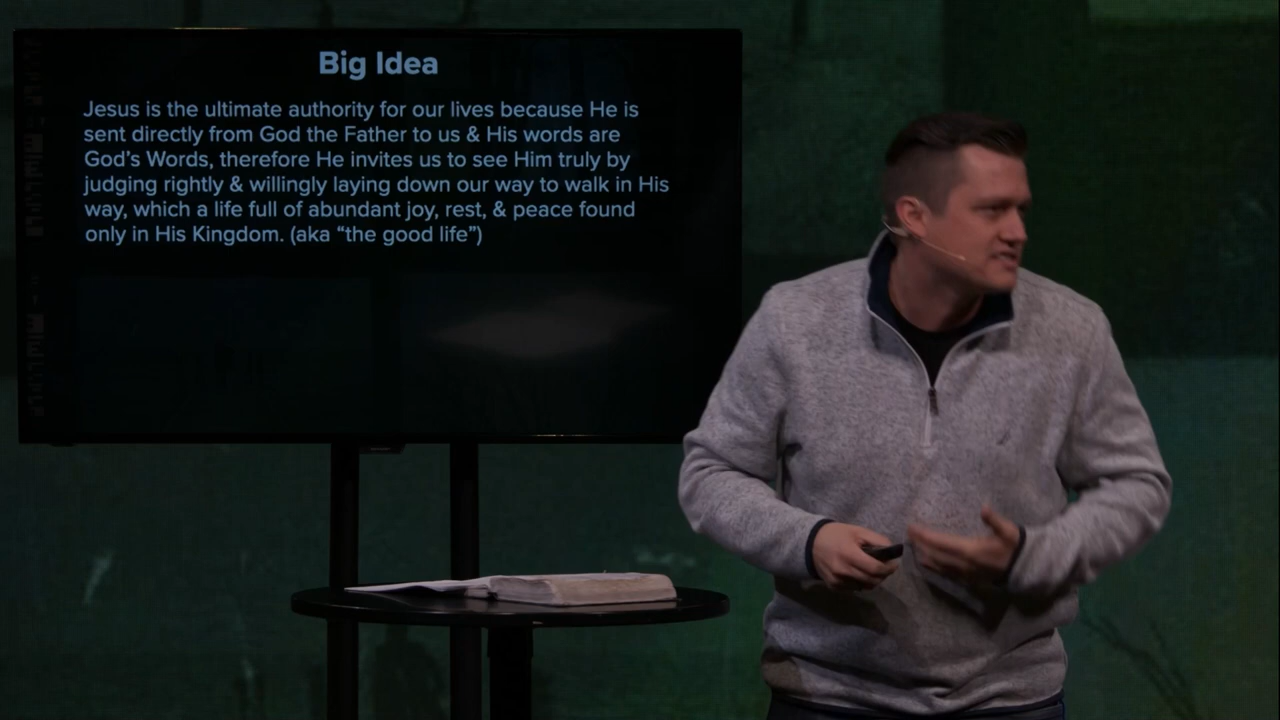 Big Idea
Jesus is the ultimate authority for our lives because He is
sent directly from God the Father to us & His words are
God's Words, therefore He invites us to see Him truly by
judging rightly & willingly laying down our way to walk in His
way, which a life full of abundant joy, rest, & peace found
only in His Kingdom. (aka “the good life”)